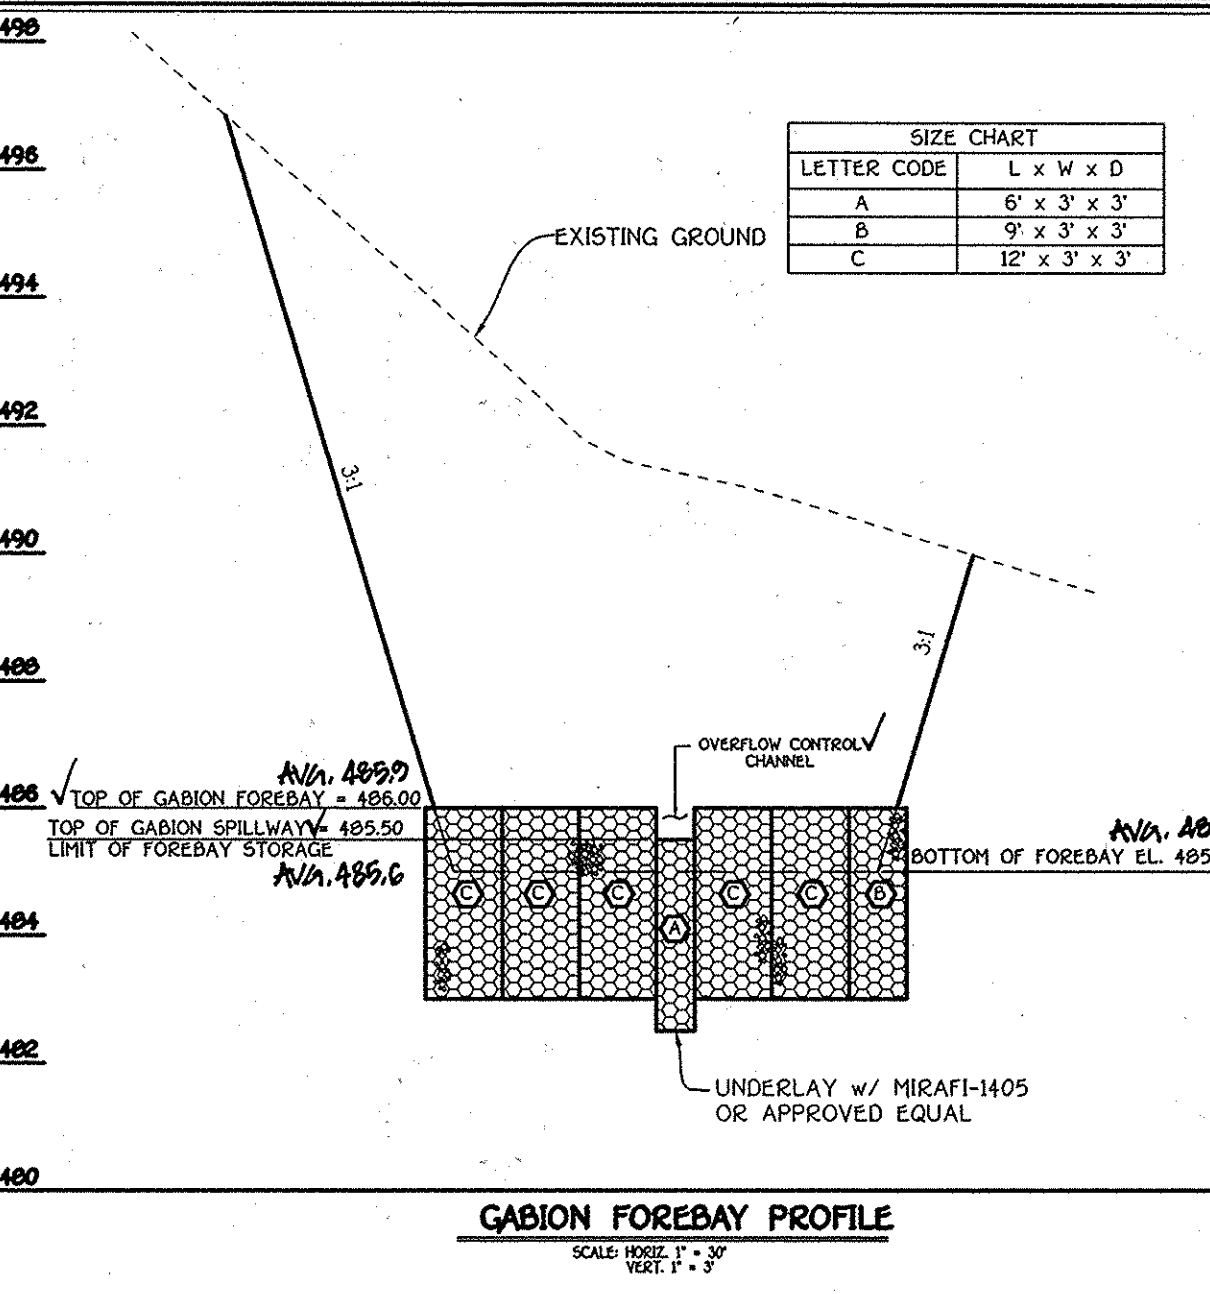 498
496
494
492
490
488
486
484
482
480
SIZE CHART
LETTER CODE L x W x D
A 6' x 3' x 3'
B 9' x 3' x 3'
C 12' x 3' x 3'
EXISTING GROUND
3:1
3:1
OVERFLOW CONTROL
CHANNEL
AVG. 485.9
TOP OF GABION FOREBAY = 486.00
TOP OF GABION SPILLWAY = 485.50
LIMIT OF FOREBAY STORAGE
AVG. 485.6
AVG. 48
BOTTOM OF FOREBAY EL. 485
C C C A C C B
UNDERLAY w/ MIRAFI-140S
OR APPROVED EQUAL
GABION FOREBAY PROFILE
SCALE: HORIZ. 1" = 30'
VERT. 1" = 3'